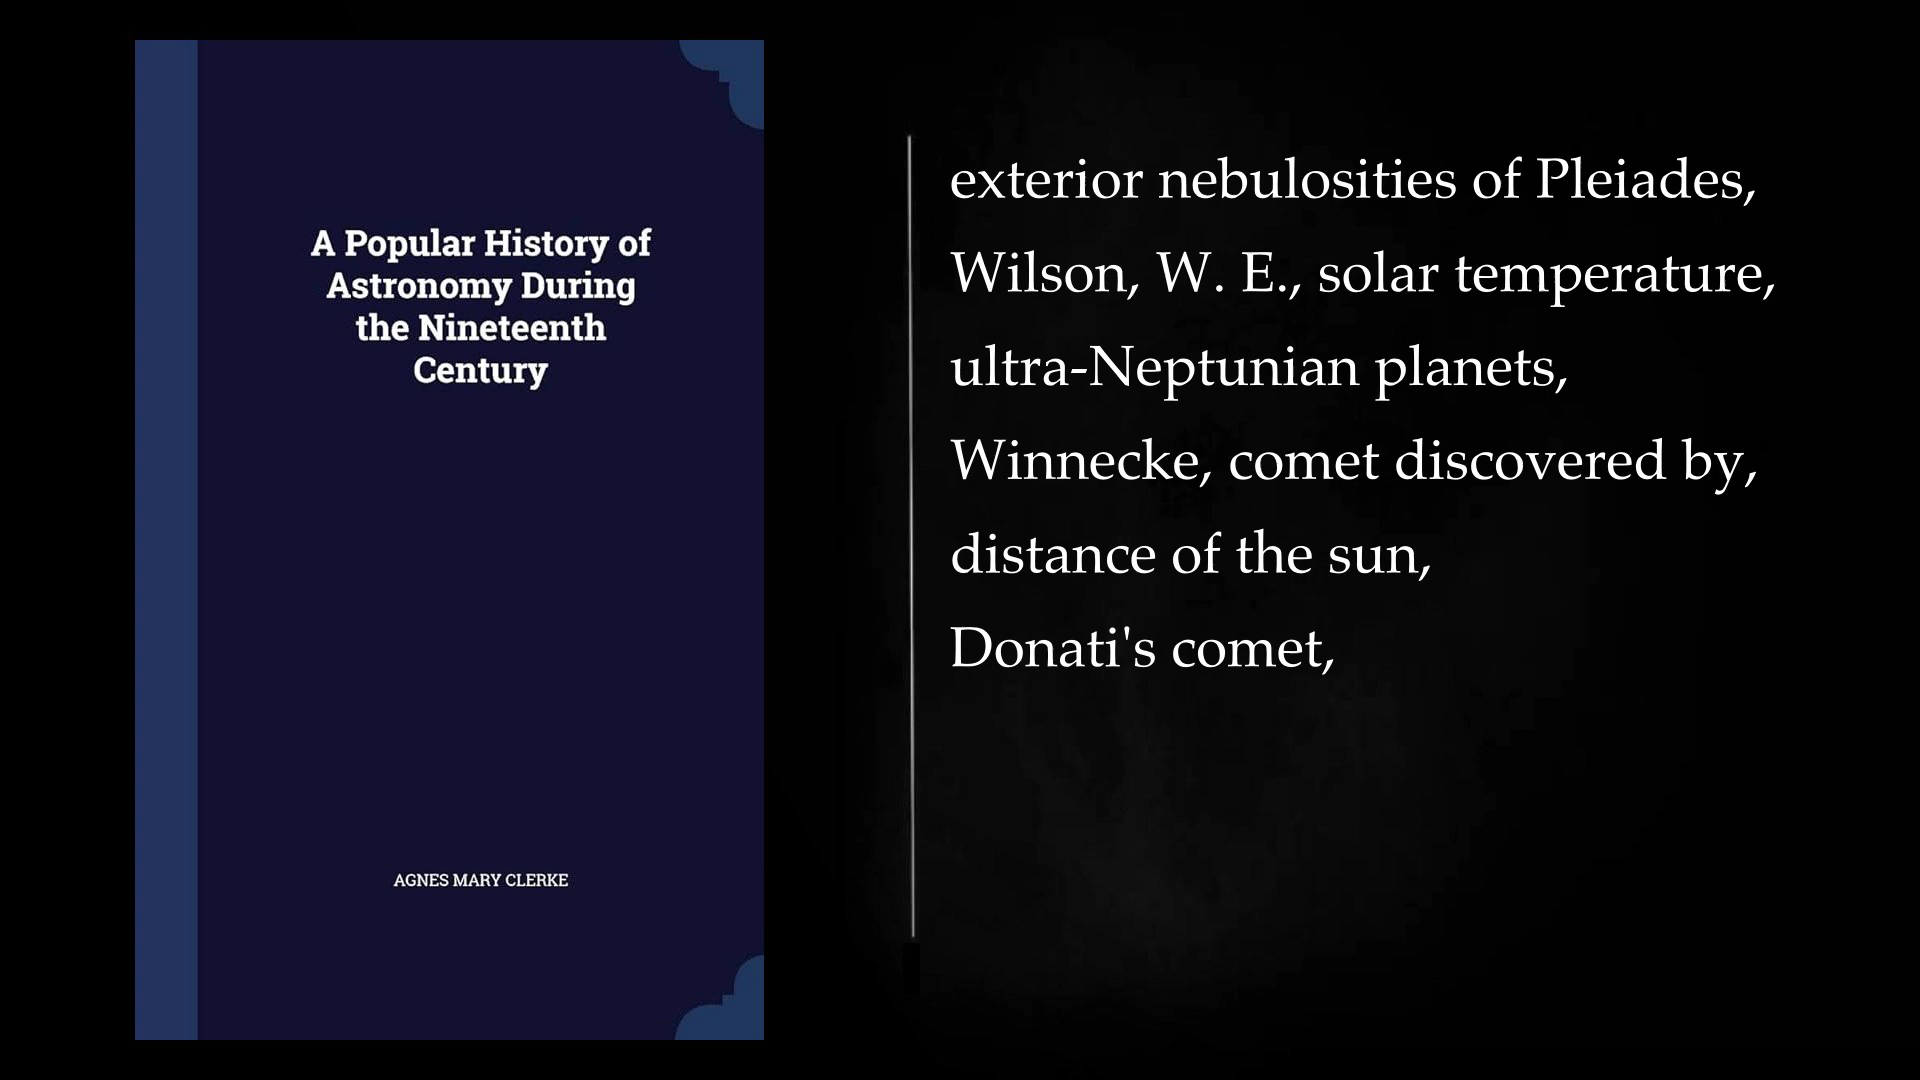 A Popular History of
Astronomy During
the Nineteenth
Century
AGNES MARY CLERKE
exterior nebulosities of Pleiades,
Wilson, W. E., solar temperature,
ultra-Neptunian planets,
Winnecke, comet discovered by,
distance of the sun,
Donati's comet,